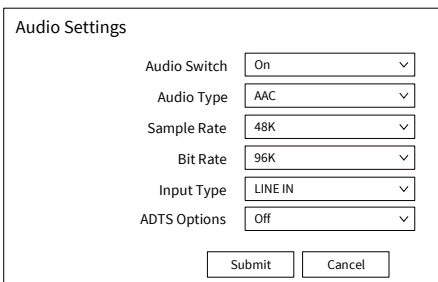 Audio Settings
Audio Switch On
Audio Type AAC
Sample Rate 48K
Bit Rate 96K
Input Type LINE IN
ADTS Options Off
Submit Cancel